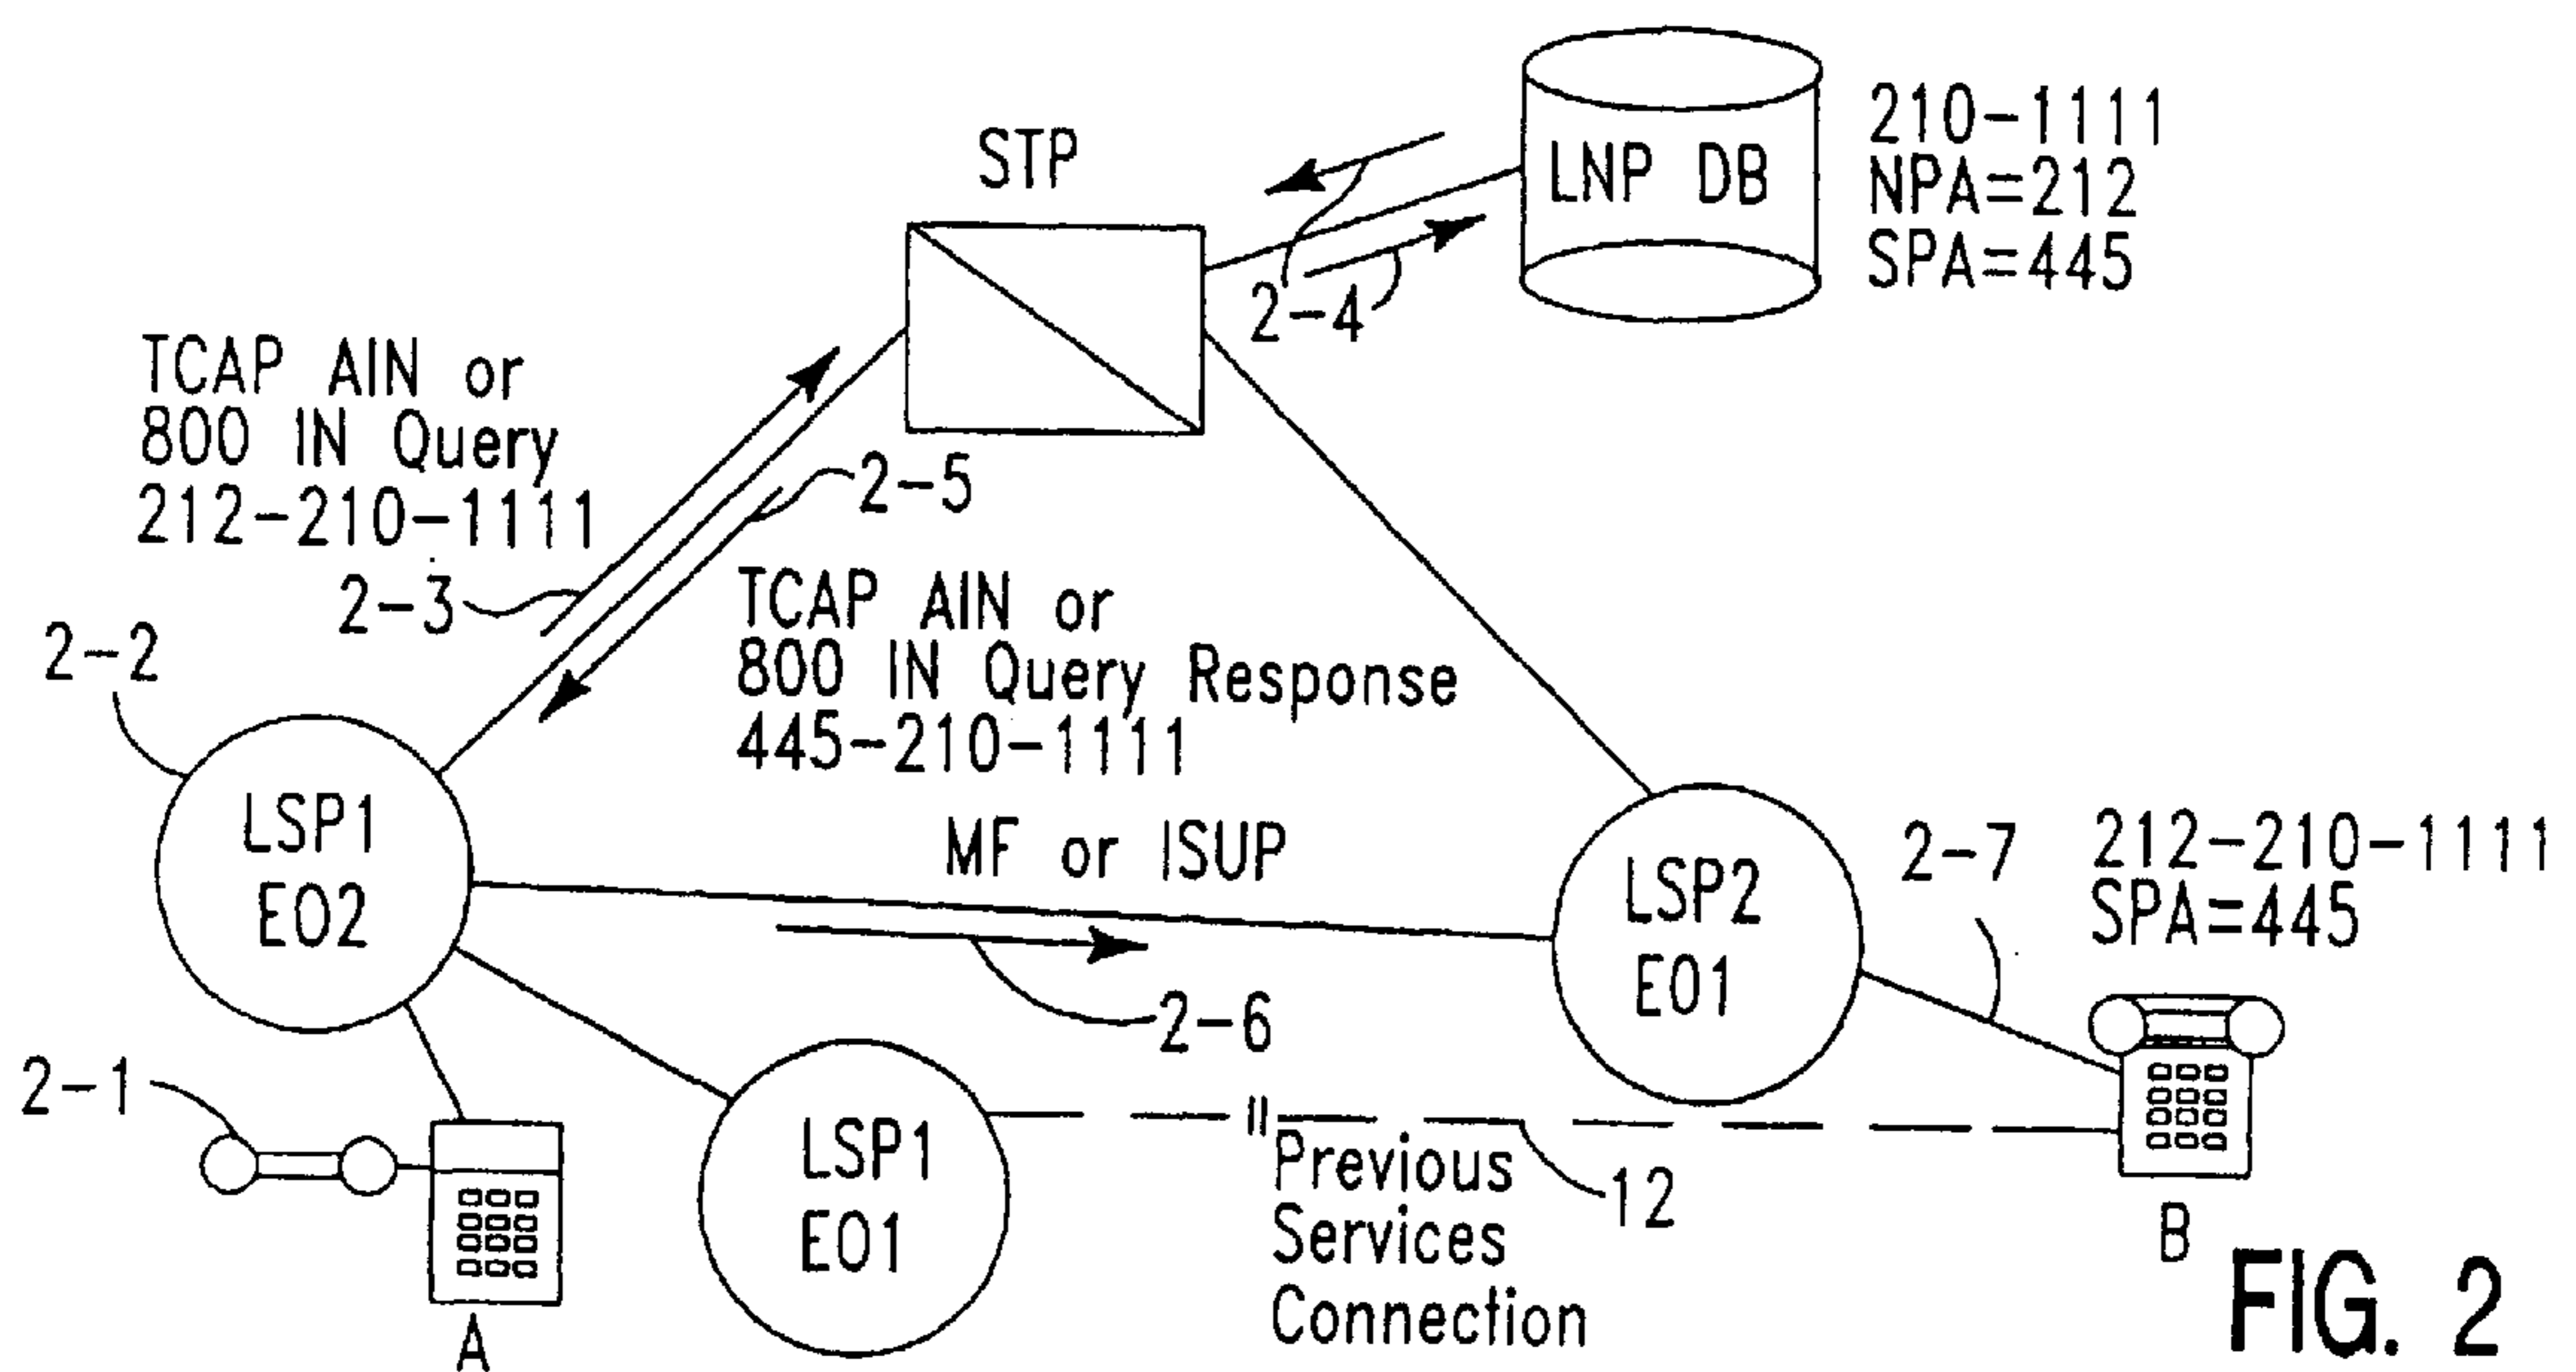 STP
LNP DB
210-1111
NPA=212
SPA=445
2-4
TCAP AIN or
800 IN Query
212-210-1111
2-3
2-5
TCAP AIN or
800 IN Query Response
445-210-1111
2-2
LSP1
EO2
MF or ISUP
2-6
LSP2
EO1
2-7
212-210-1111
SPA=445
2-1
A
LSP1
EO1
Previous
Services
Connection
12
B
FIG. 2